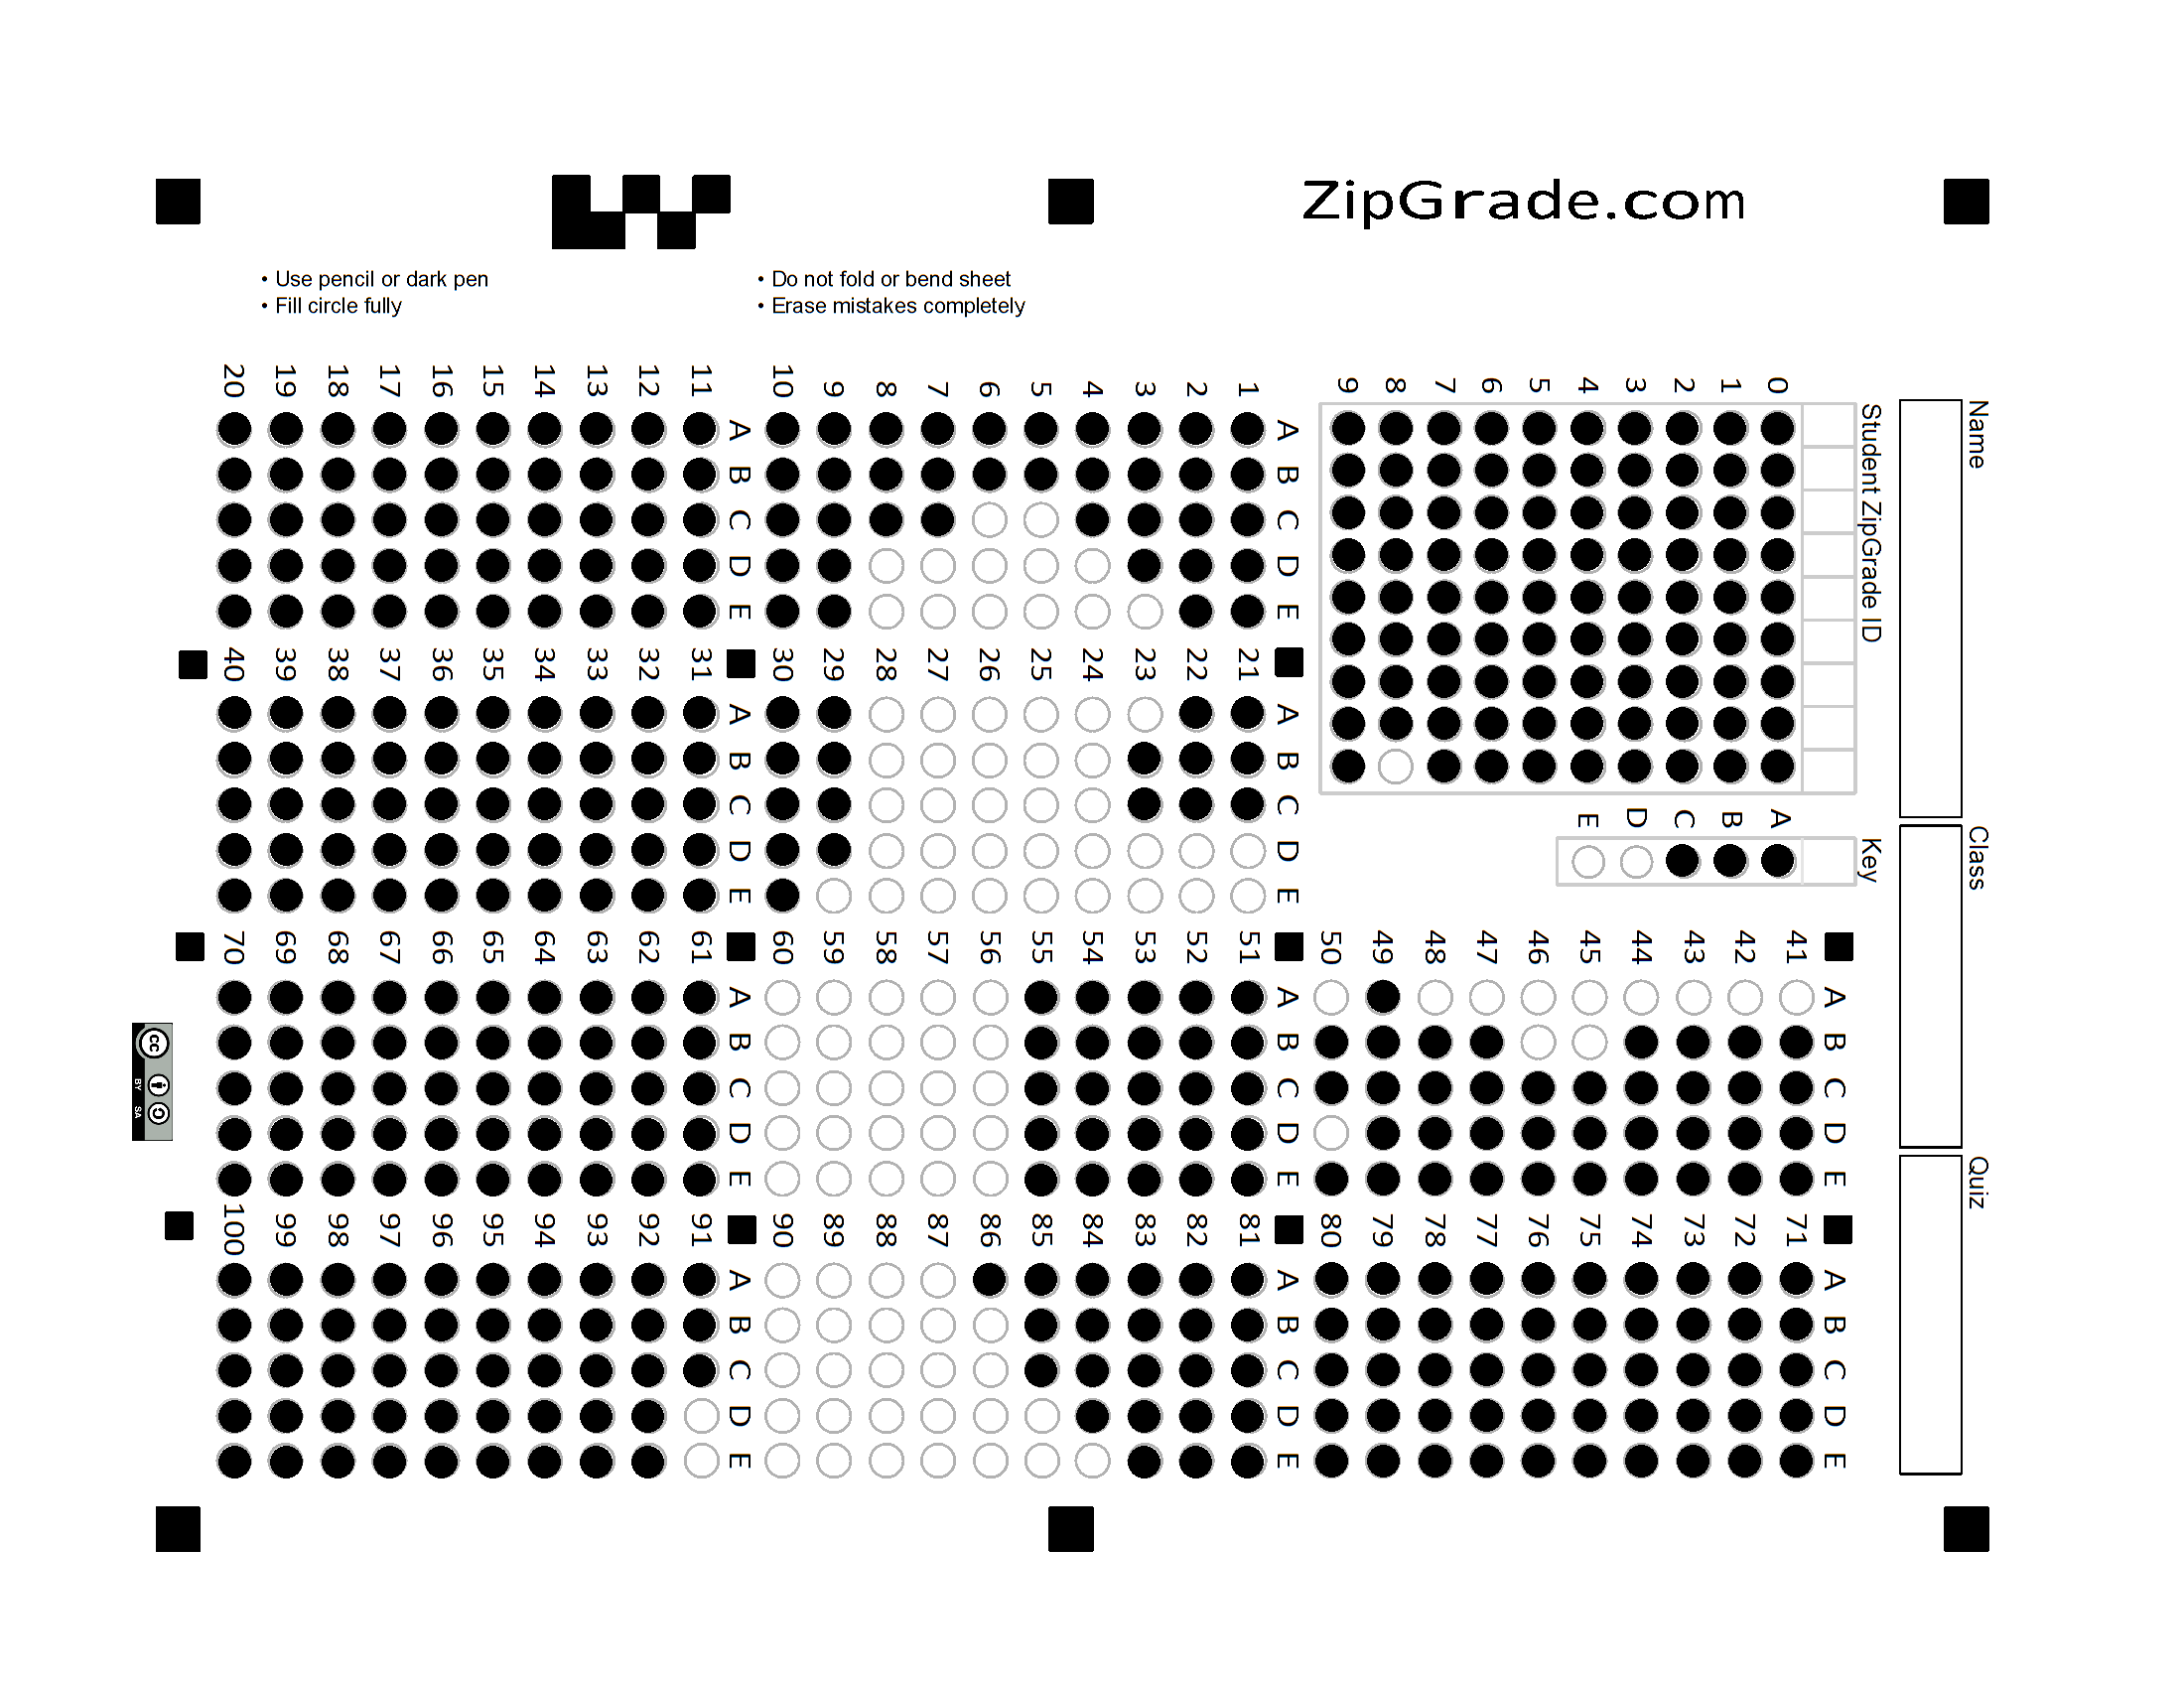 ZipGrade.com
• Use pencil or dark pen
• Fill circle fully
• Do not fold or bend sheet
• Erase mistakes completely
Name
Class
Quiz
Student ZipGrade ID
0 1 2 3 4 5 6 7 8 9
Key
A B C D E
A B C D E
1 2 3 4 5 6 7 8 9 10
A B C D E
11 12 13 14 15 16 17 18 19 20
A B C D E
21 22 23 24 25 26 27 28 29 30
A B C D E
31 32 33 34 35 36 37 38 39 40
A B C D E
41 42 43 44 45 46 47 48 49 50
A B C D E
51 52 53 54 55 56 57 58 59 60
A B C D E
61 62 63 64 65 66 67 68 69 70
A B C D E
71 72 73 74 75 76 77 78 79 80
A B C D E
81 82 83 84 85 86 87 88 89 90
A B C D E
91 92 93 94 95 96 97 98 99 100
A B C D E
cc
BY SA